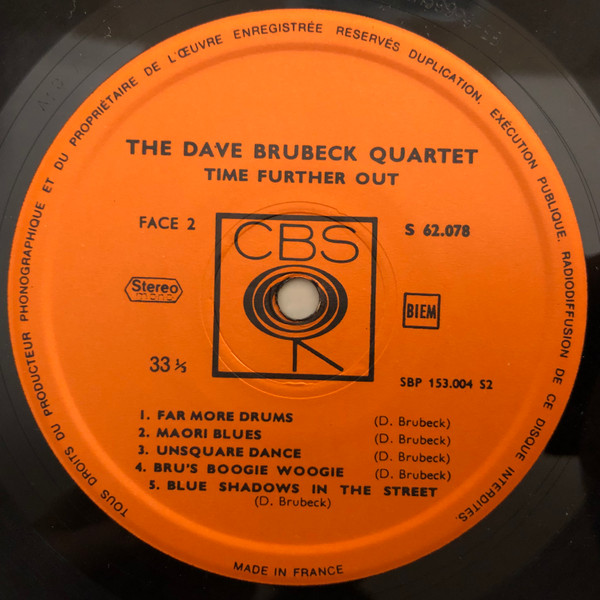 TOUS DROITS DU PRODUCTEUR PHONOGRAPHIQUE ET DU PROPRIÉTAIRE DE L'ŒUVRE ENREGISTRÉE RESERVÉS DUPLICATION, EXÉCUTION PUBLIQUE, RADIODIFFUSION DE CE DISQUE INTERDITES.
THE DAVE BRUBECK QUARTET
TIME FURTHER OUT
FACE 2
CBS
S 62.078
Stereo
mono
BIEM
33 ⅓
SBP 153.004 S2
1. FAR MORE DRUMS (D. Brubeck)
2. MAORI BLUES (D. Brubeck)
3. UNSQUARE DANCE (D. Brubeck)
4. BRU'S BOOGIE WOOGIE (D. Brubeck)
5. BLUE SHADOWS IN THE STREET
(D. Brubeck)
MADE IN FRANCE